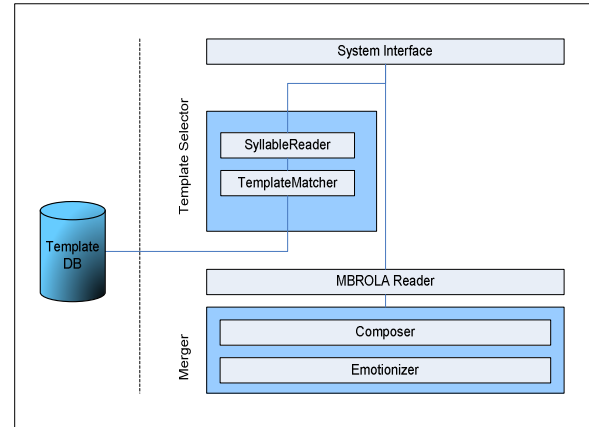 System Interface
Template Selector
SyllableReader
TemplateMatcher
Template
DB
MBROLA Reader
Merger
Composer
Emotionizer